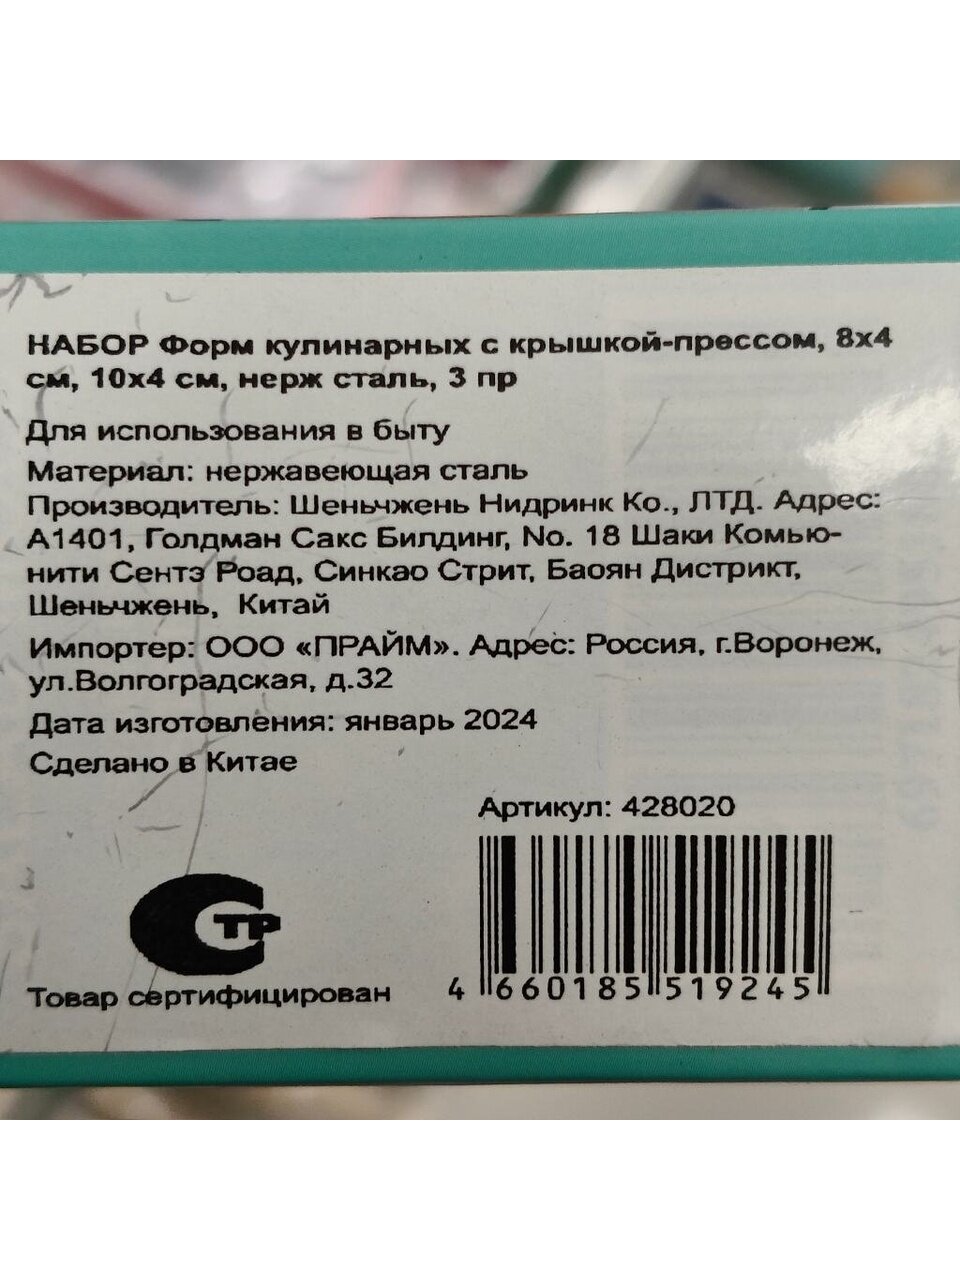 НАБОР Форм кулинарных с крышкой-прессом, 8х4
см, 10х4 см, нерж сталь, 3 пр
Для использования в быту
Материал: нержавеющая сталь
Производитель: Шеньчжень Нидринк Ко., ЛТД. Адрес:
А1401, Голдман Сакс Билдинг, No. 18 Шаки Комью-
нити Сентэ Роад, Синкао Стрит, Баоян Дистрикт,
Шеньчжень, Китай
Импортер: ООО «ПРАЙМ». Адрес: Россия, г.Воронеж,
ул.Волгоградская, д.32
Дата изготовления: январь 2024
Сделано в Китае
Артикул: 428020
СТР
Товар сертифицирован
4 660185 519245